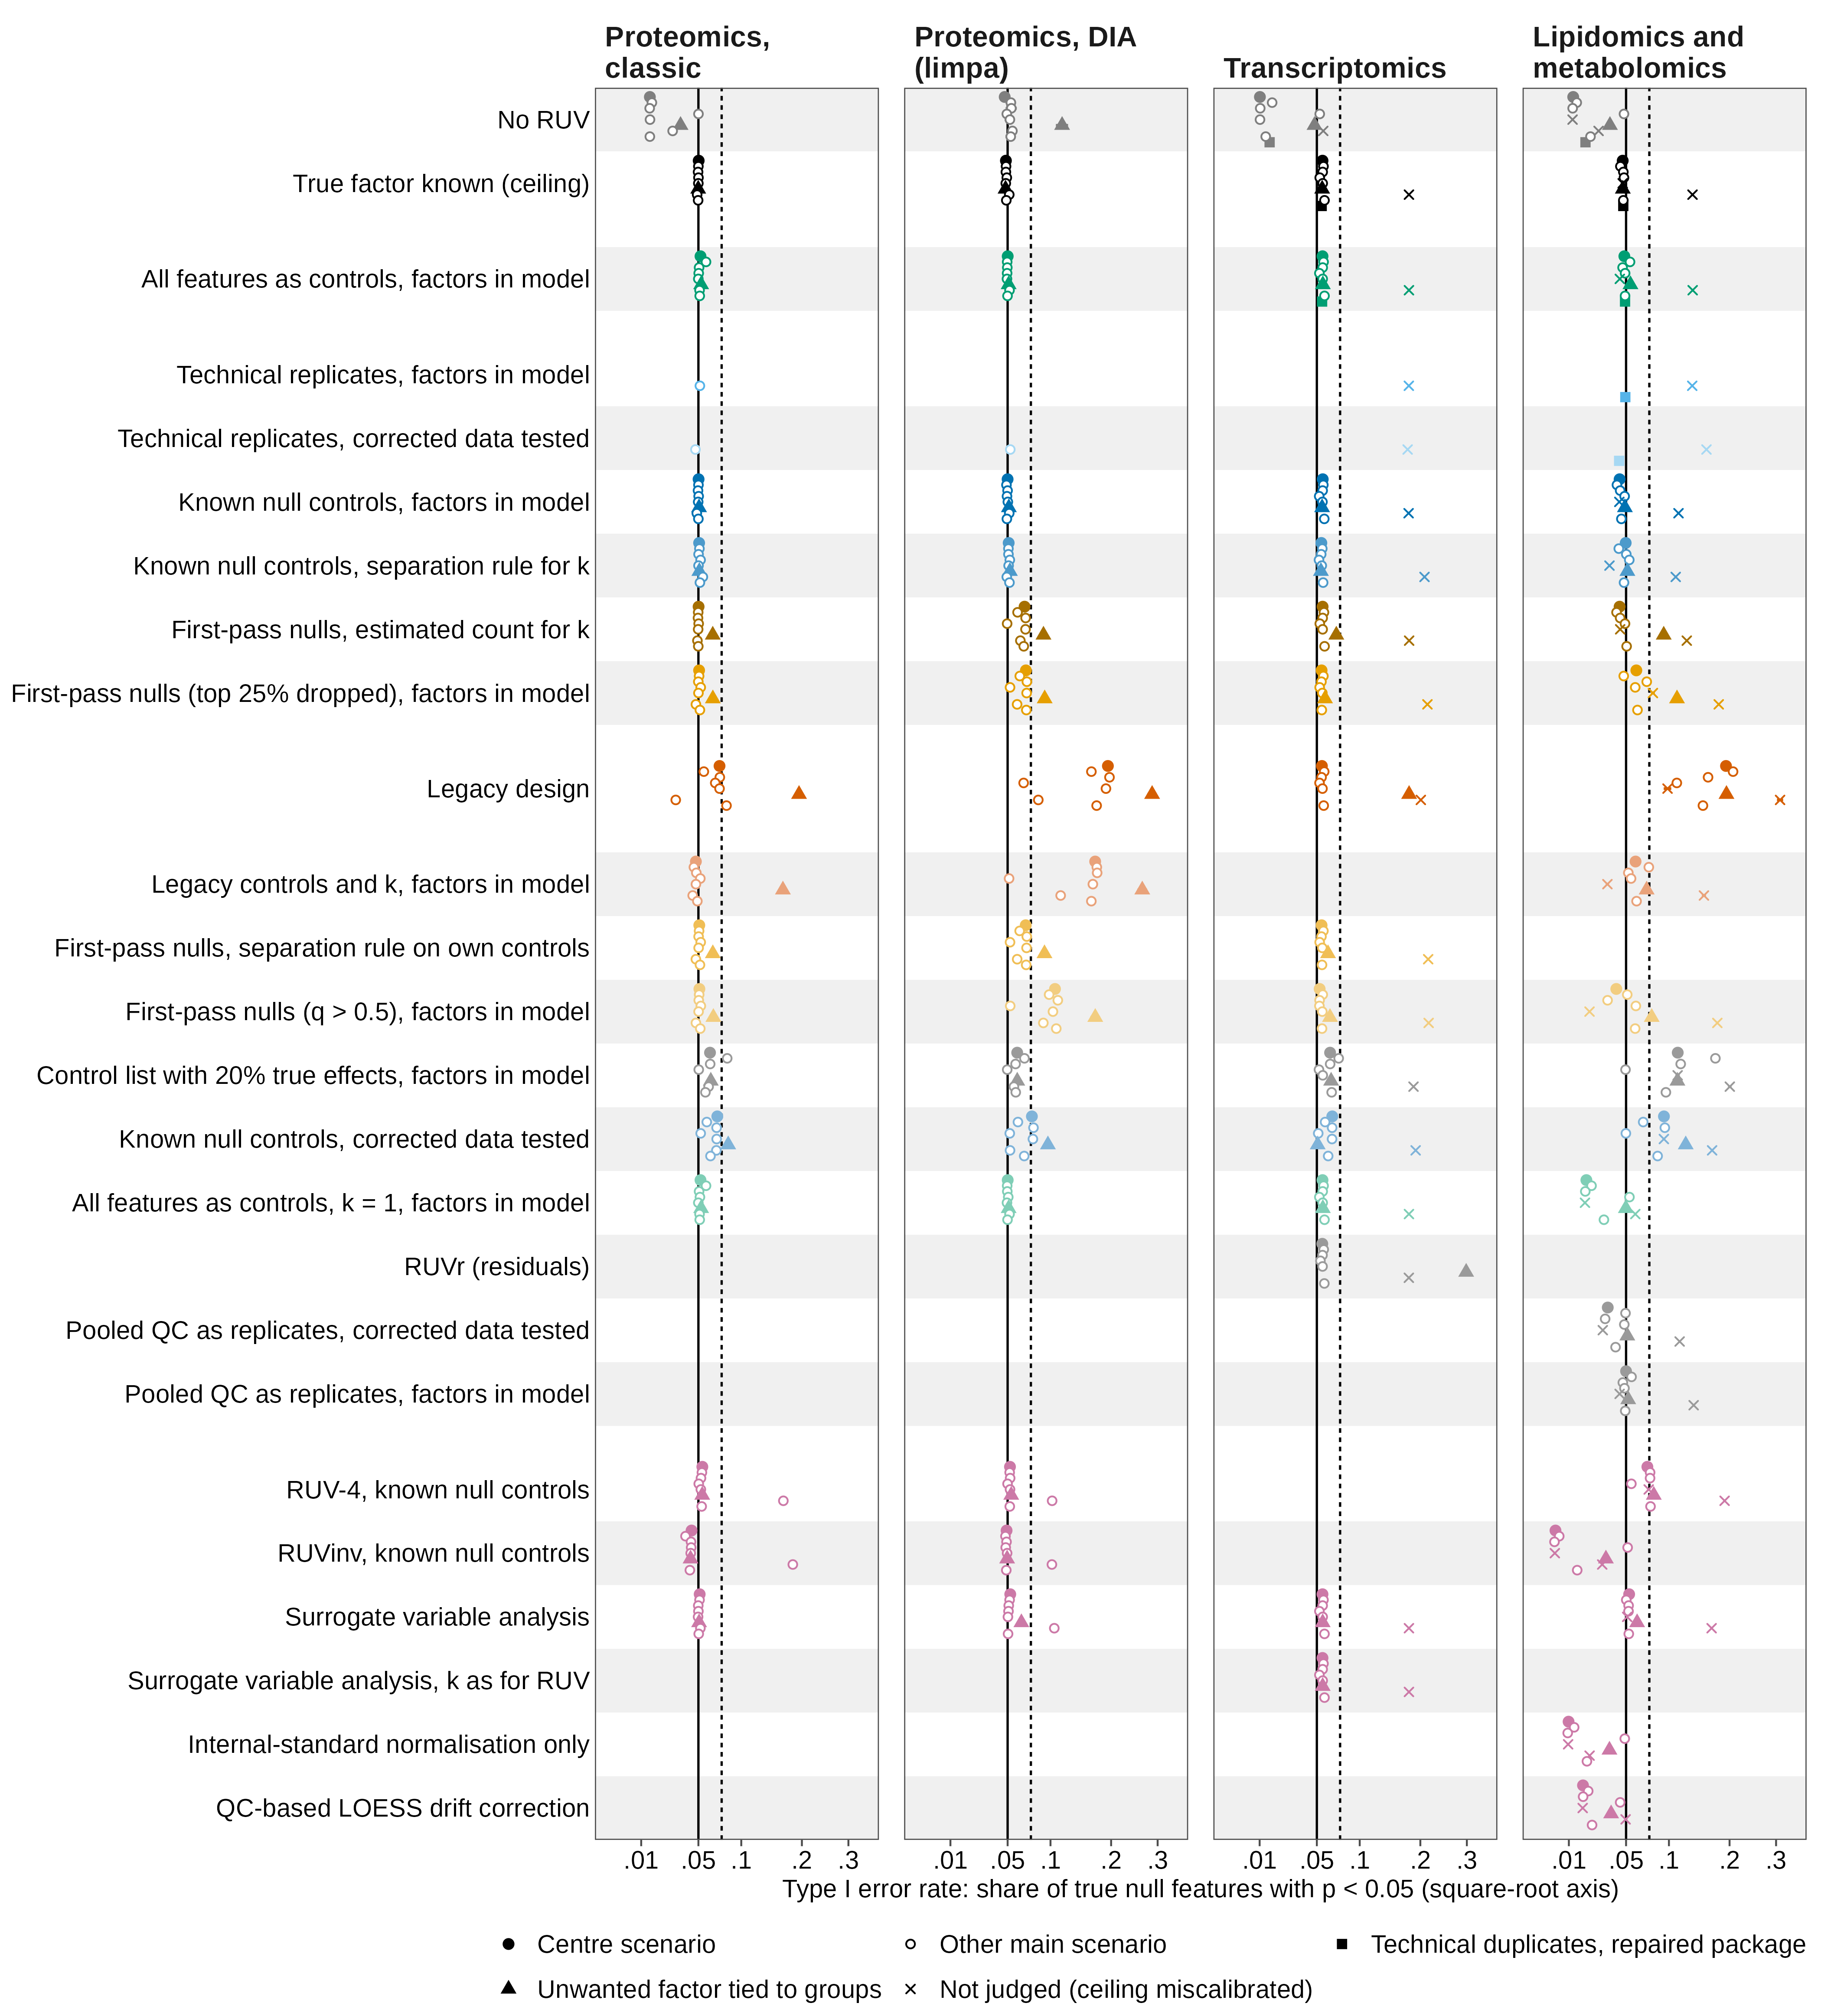 Proteomics,
classic
Proteomics, DIA
(limpa)
Transcriptomics
Lipidomics and
metabolomics
No RUV
True factor known (ceiling)
All features as controls, factors in model
Technical replicates, factors in model
Technical replicates, corrected data tested
Known null controls, factors in model
Known null controls, separation rule for k
First-pass nulls, estimated count for k
First-pass nulls (top 25% dropped), factors in model
Legacy design
Legacy controls and k, factors in model
First-pass nulls, separation rule on own controls
First-pass nulls (q > 0.5), factors in model
Control list with 20% true effects, factors in model
Known null controls, corrected data tested
All features as controls, k = 1, factors in model
RUVr (residuals)
Pooled QC as replicates, corrected data tested
Pooled QC as replicates, factors in model
RUV-4, known null controls
RUVinv, known null controls
Surrogate variable analysis
Surrogate variable analysis, k as for RUV
Internal-standard normalisation only
QC-based LOESS drift correction
.01 .05 .1 .2 .3 .01 .05 .1 .2 .3 .01 .05 .1 .2 .3 .01 .05 .1 .2 .3
Type I error rate: share of true null features with p < 0.05 (square-root axis)
Centre scenario Other main scenario Technical duplicates, repaired package
Unwanted factor tied to groups Not judged (ceiling miscalibrated)